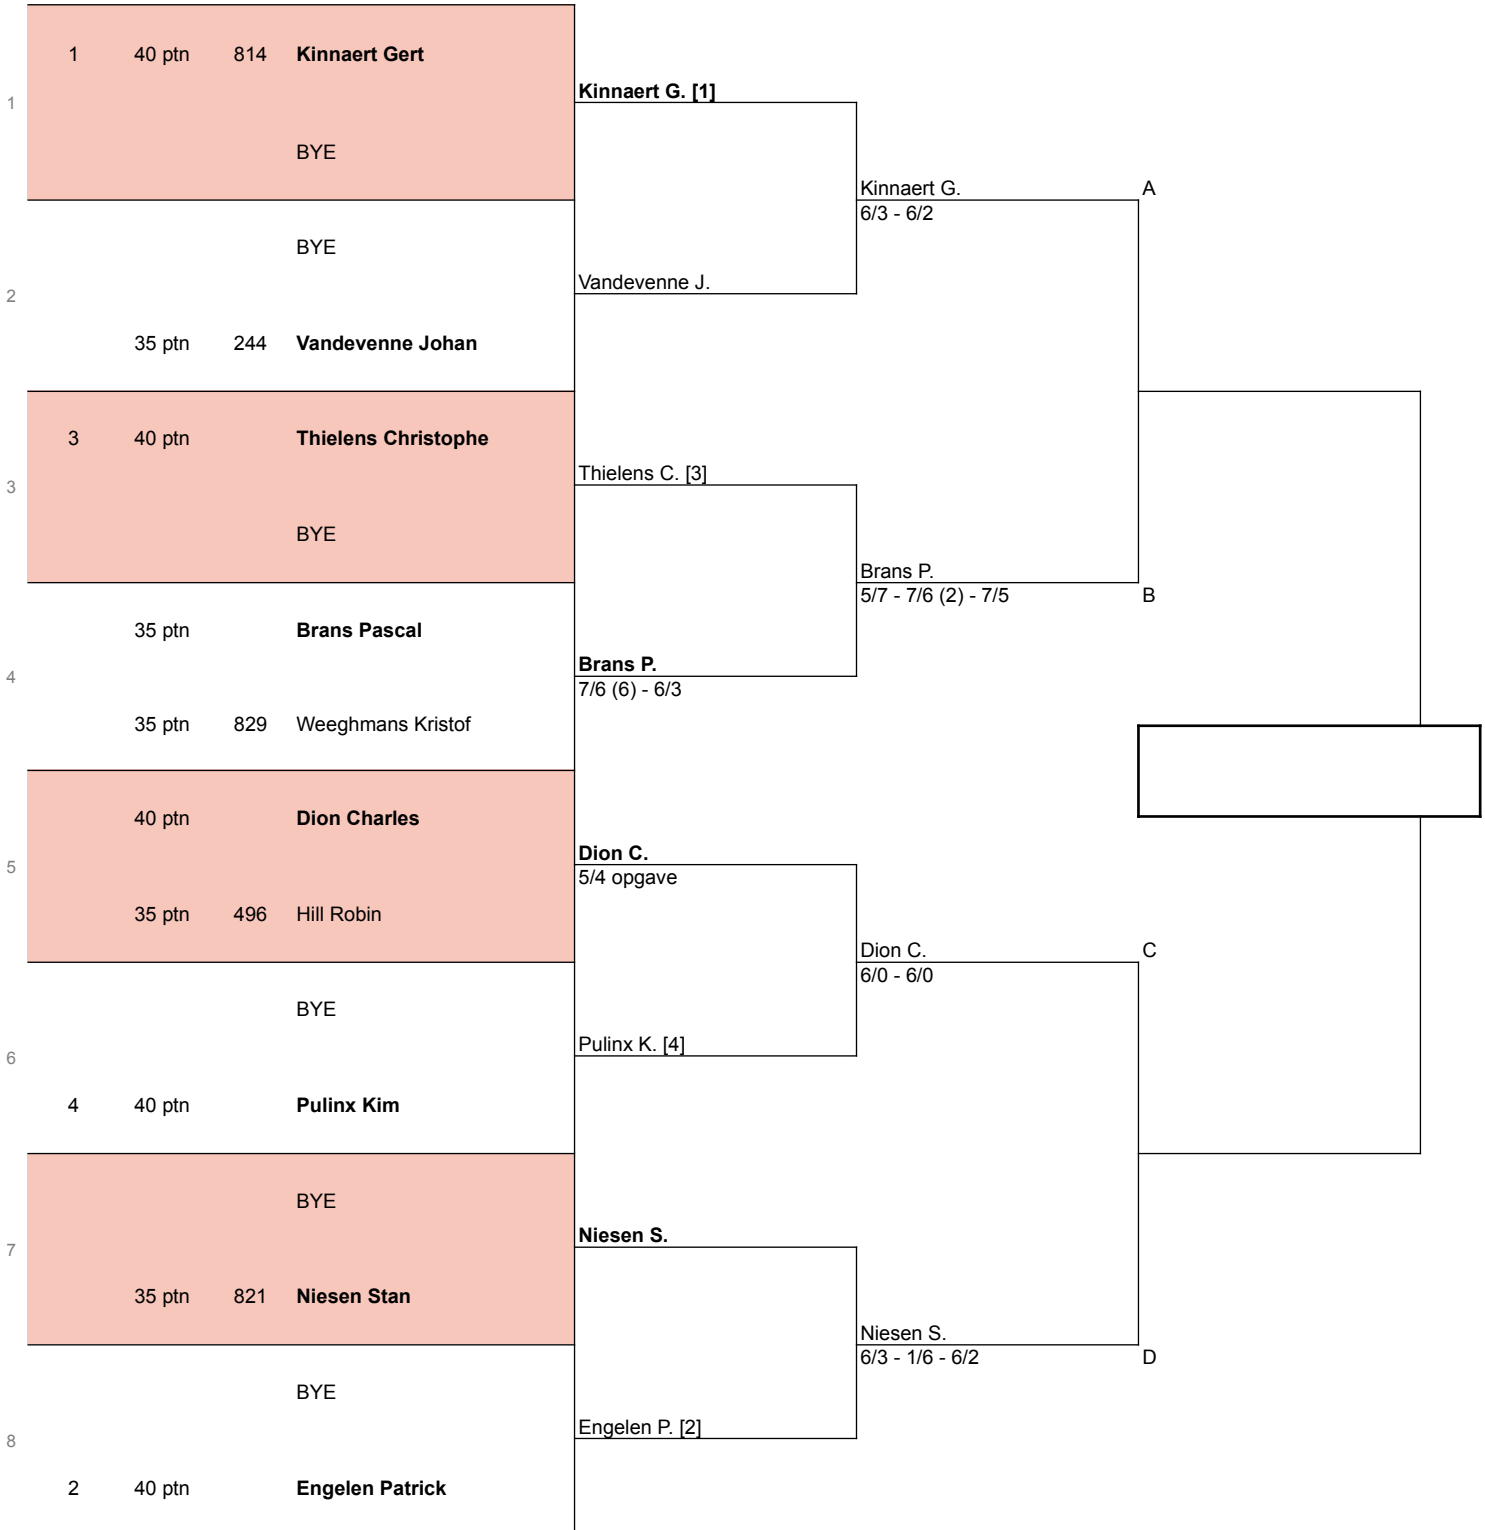 1 40 ptn 814 Kinnaert Gert
1
BYE
BYE
2
35 ptn 244 Vandevenne Johan
3 40 ptn Thielens Christophe
3
BYE
35 ptn Brans Pascal
4
35 ptn 829 Weeghmans Kristof
40 ptn Dion Charles
5
35 ptn 496 Hill Robin
BYE
6
4 40 ptn Pulinx Kim
BYE
7
35 ptn 821 Niesen Stan
BYE
8
2 40 ptn Engelen Patrick
Kinnaert G. [1]
Vandevenne J.
Thielens C. [3]
Brans P.
7/6 (6) - 6/3
Dion C.
5/4 opgave
Pulinx K. [4]
Niesen S.
Engelen P. [2]
Kinnaert G.
6/3 - 6/2
Brans P.
5/7 - 7/6 (2) - 7/5
Dion C.
6/0 - 6/0
Niesen S.
6/3 - 1/6 - 6/2
A
B
C
D